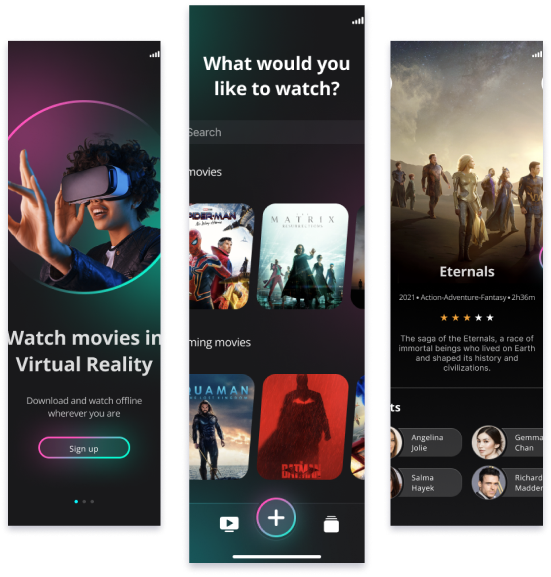 Watch movies in
Virtual Reality
Download and watch offline
wherever you are
Sign up
What would you
like to watch?
Search
movies
PIDER-MAN
MATRIX
ming movies
QUAMAN
BATMAN
Eternals
2021•Action-Adventure-Fantasy•2h36m
The saga of the Eternals, a race of
immortal beings who lived on Earth
and shaped its history and
civilizations.
ts
Angelina
Jolie
Gemma
Chan
Salma
Hayek
Richard
Madden